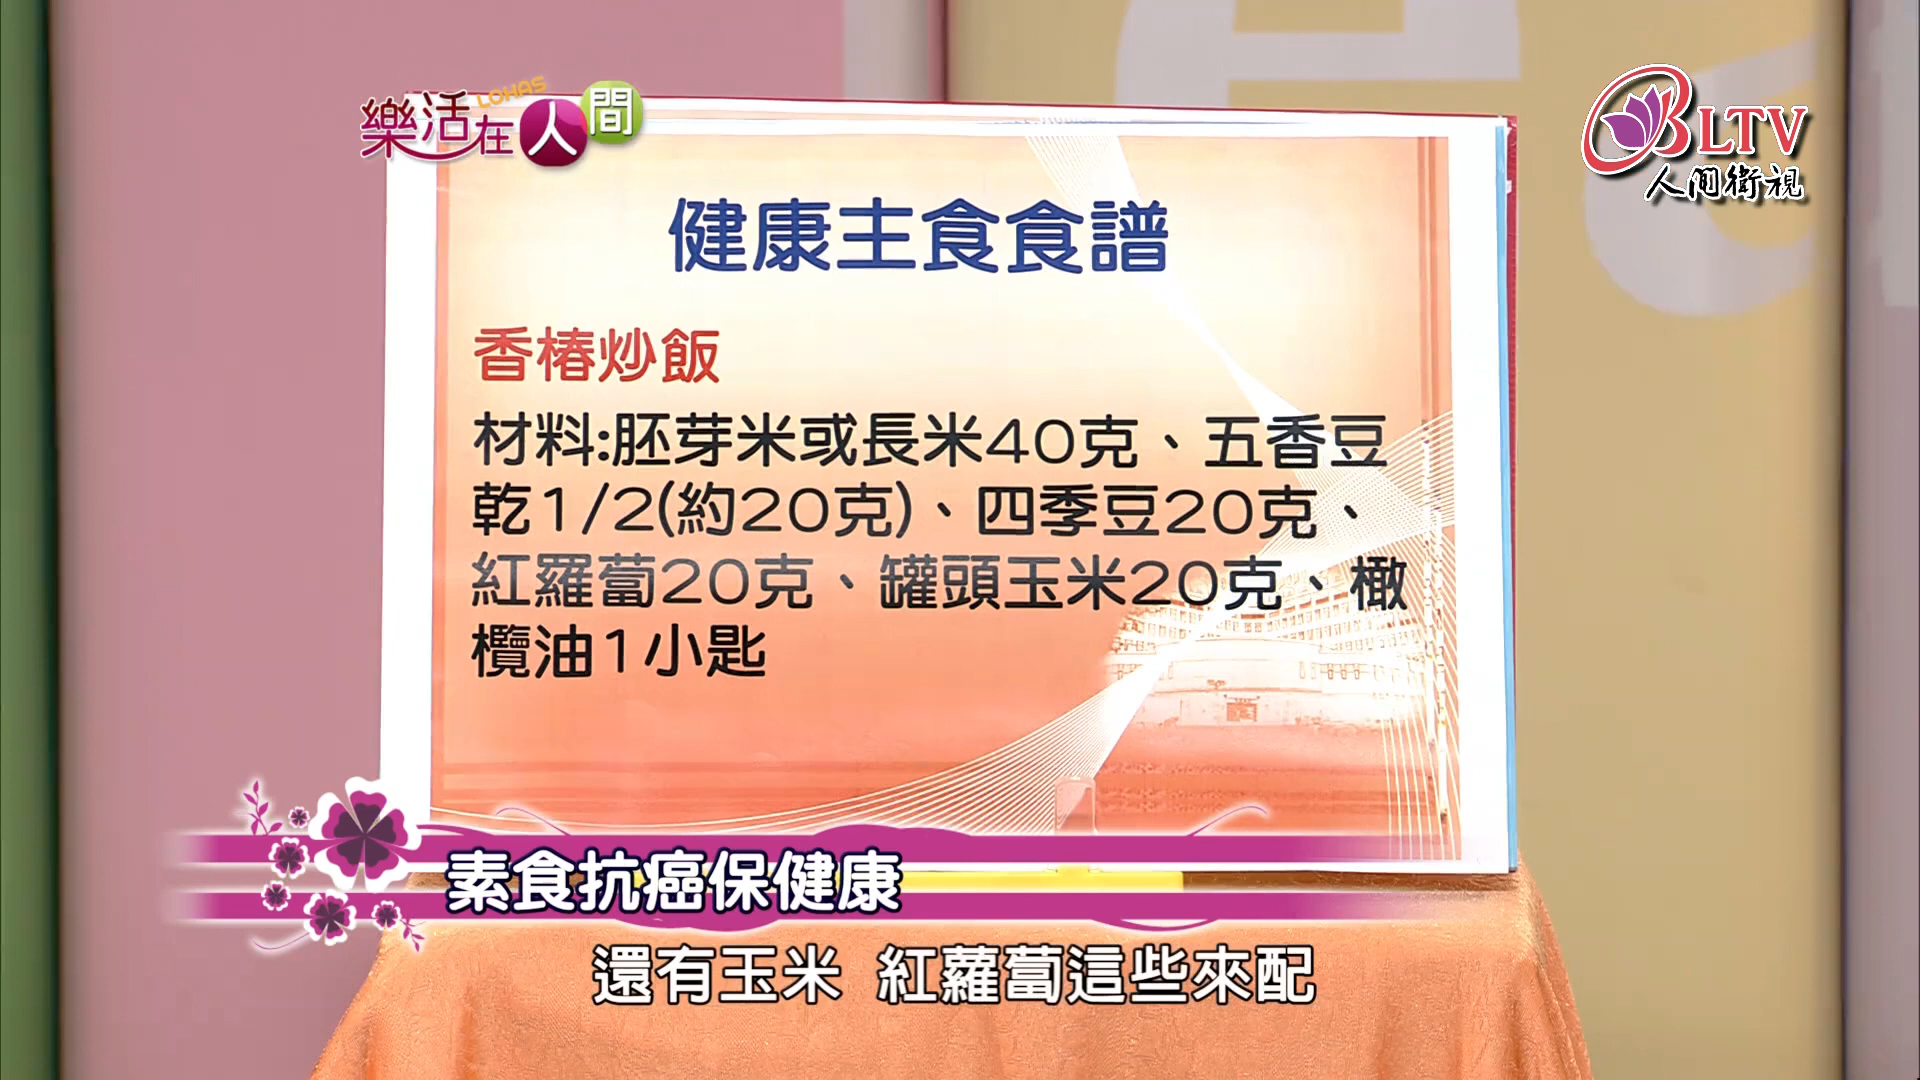 樂活在人間
LOHAS
BLTV
人間衛視
健康主食食譜
香椿炒飯
材料:胚芽米或長米40克、五香豆
乾1/2(約20克)、四季豆20克、
紅羅蔔20克、罐頭玉米20克、橄
欖油1小匙
素食抗癌保健康
還有玉米 紅蘿蔔這些來配